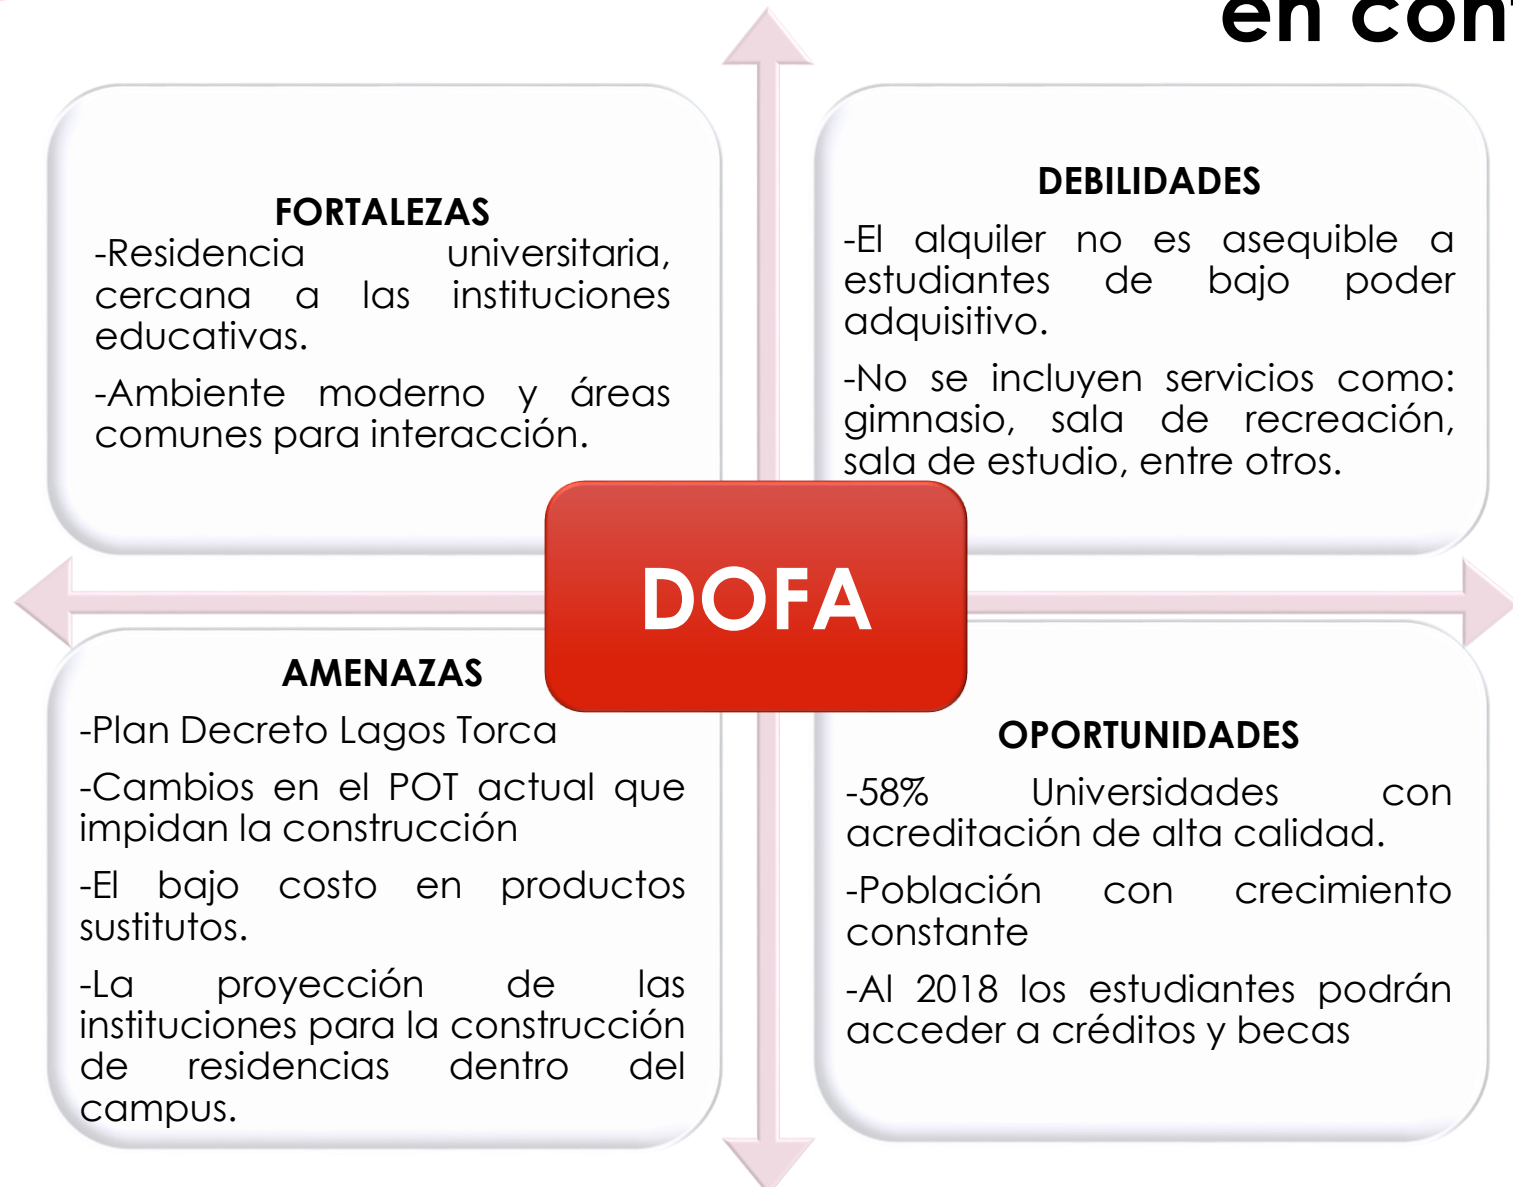 en con
FORTALEZAS
-Residencia universitaria,
cercana a las instituciones
educativas.
-Ambiente moderno y áreas
comunes para interacción.
DEBILIDADES
-El alquiler no es asequible a
estudiantes de bajo poder
adquisitivo.
-No se incluyen servicios como:
gimnasio, sala de recreación,
sala de estudio, entre otros.
DOFA
AMENAZAS
-Plan Decreto Lagos Torca
-Cambios en el POT actual que
impidan la construcción
-El bajo costo en productos
sustitutos.
-La proyección de las
instituciones para la construcción
de residencias dentro del
campus.
OPORTUNIDADES
-58% Universidades con
acreditación de alta calidad.
-Población con crecimiento
constante
-Al 2018 los estudiantes podrán
acceder a créditos y becas